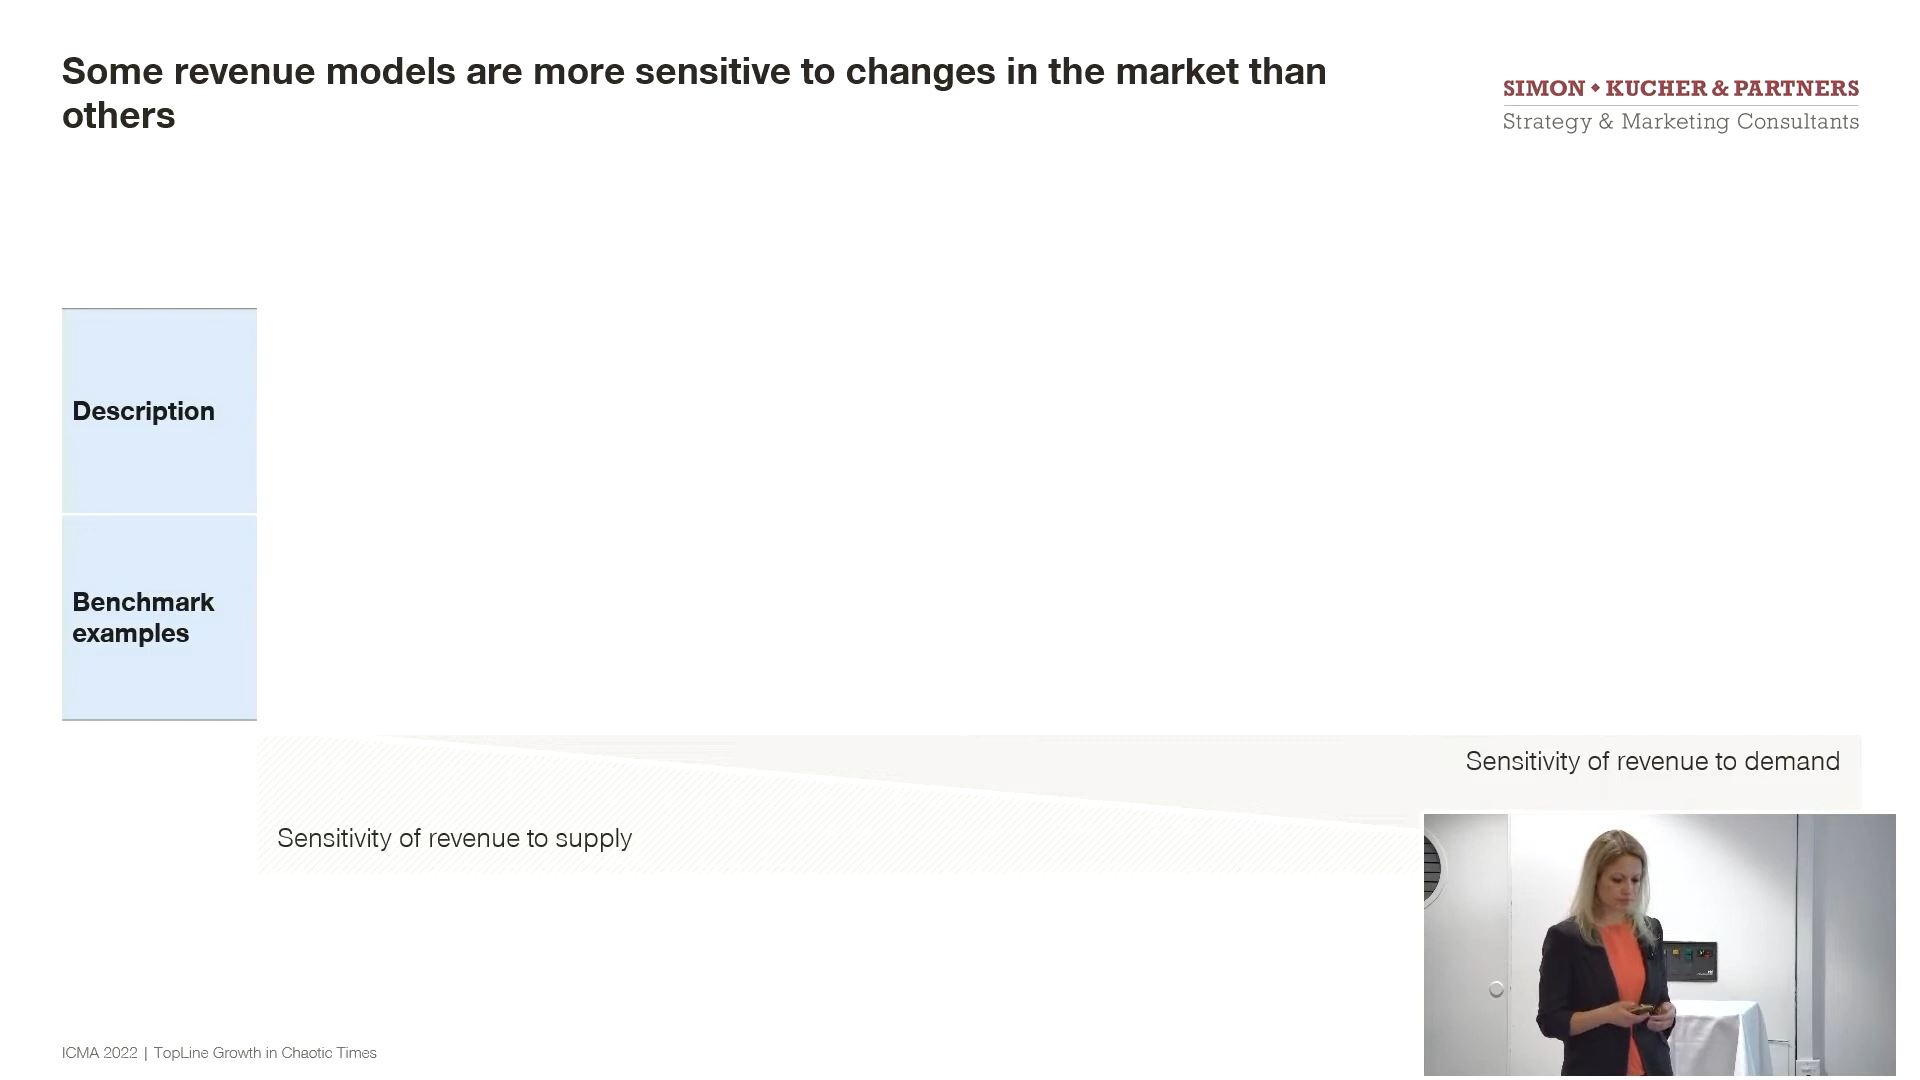 Some revenue models are more sensitive to changes in the market than
others
SIMON • KUCHER & PARTNERS
Strategy & Marketing Consultants
Description
Benchmark
examples
Sensitivity of revenue to demand
Sensitivity of revenue to supply
ICMA 2022 | TopLine Growth in Chaotic Times